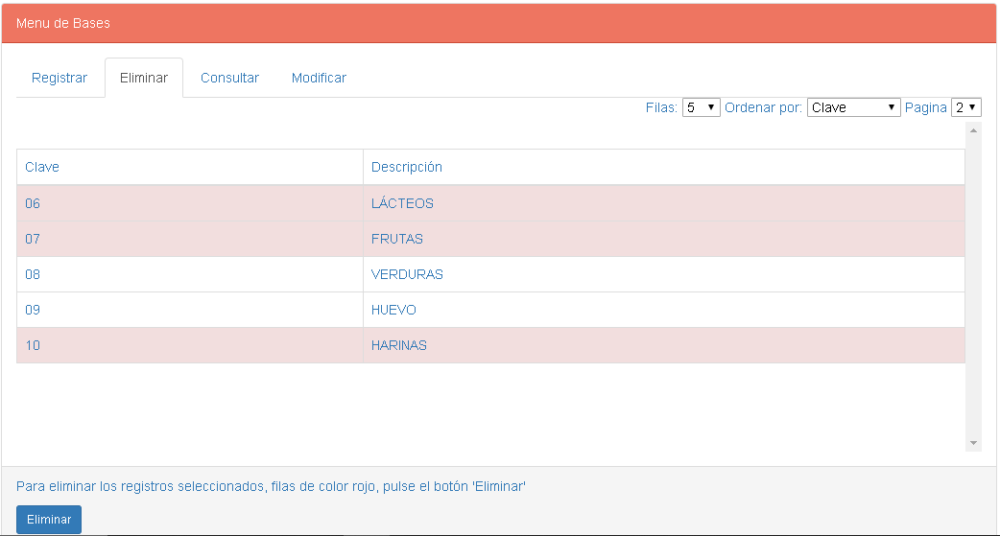 Menu de Bases
Registrar Eliminar Consultar Modificar
Filas: 5 Ordenar por: Clave Pagina 2
Clave Descripción
06 LÁCTEOS
07 FRUTAS
08 VERDURAS
09 HUEVO
10 HARINAS
Para eliminar los registros seleccionados, filas de color rojo, pulse el botón 'Eliminar'
Eliminar